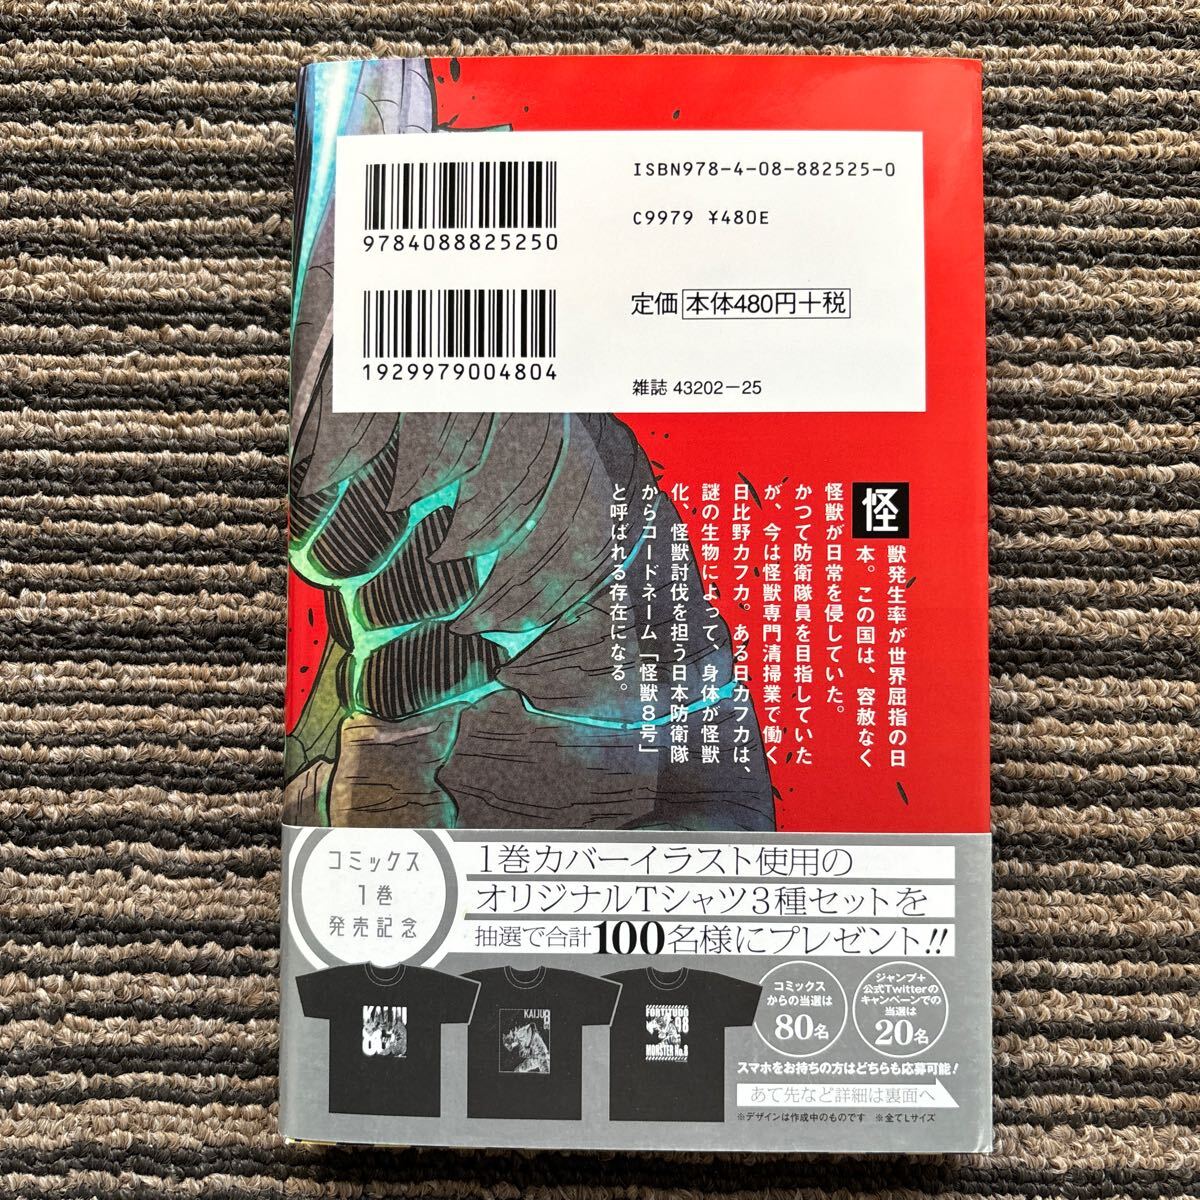 9784088825250
1929979004804
ISBN978-4-08-882525-0
C9979 ¥480E
定価 本体480円+税
雑誌 43202-25
怪獣発生率が世界屈指の日
本。この国は、容赦なく
怪獣が日常を侵していた。
かつて防衛隊員を目指していた
が、今は怪獣専門清掃業で働く
日比野カフカ。ある日カフカは、
謎の生物によって、身体が怪獣
化、怪獣討伐を担う日本防衛隊
からコードネーム「怪獣8号」
と呼ばれる存在になる。
コミックス
1巻
発売記念
1巻カバーイラスト使用の
オリジナルTシャツ3種セットを
抽選で合計100名様にプレゼント!!
KAIJU
8
KAIJU
8
FORTITUDO
98
MONSTER No.8
コミックス
からの当選は
80名
ジャンプ+
公式Twitterの
キャンペーンでの
当選は
20名
スマホをお持ちの方はどちらも応募可能!
あて先など詳細は裏面へ
※デザインは作成中のものです ※全てLサイズ